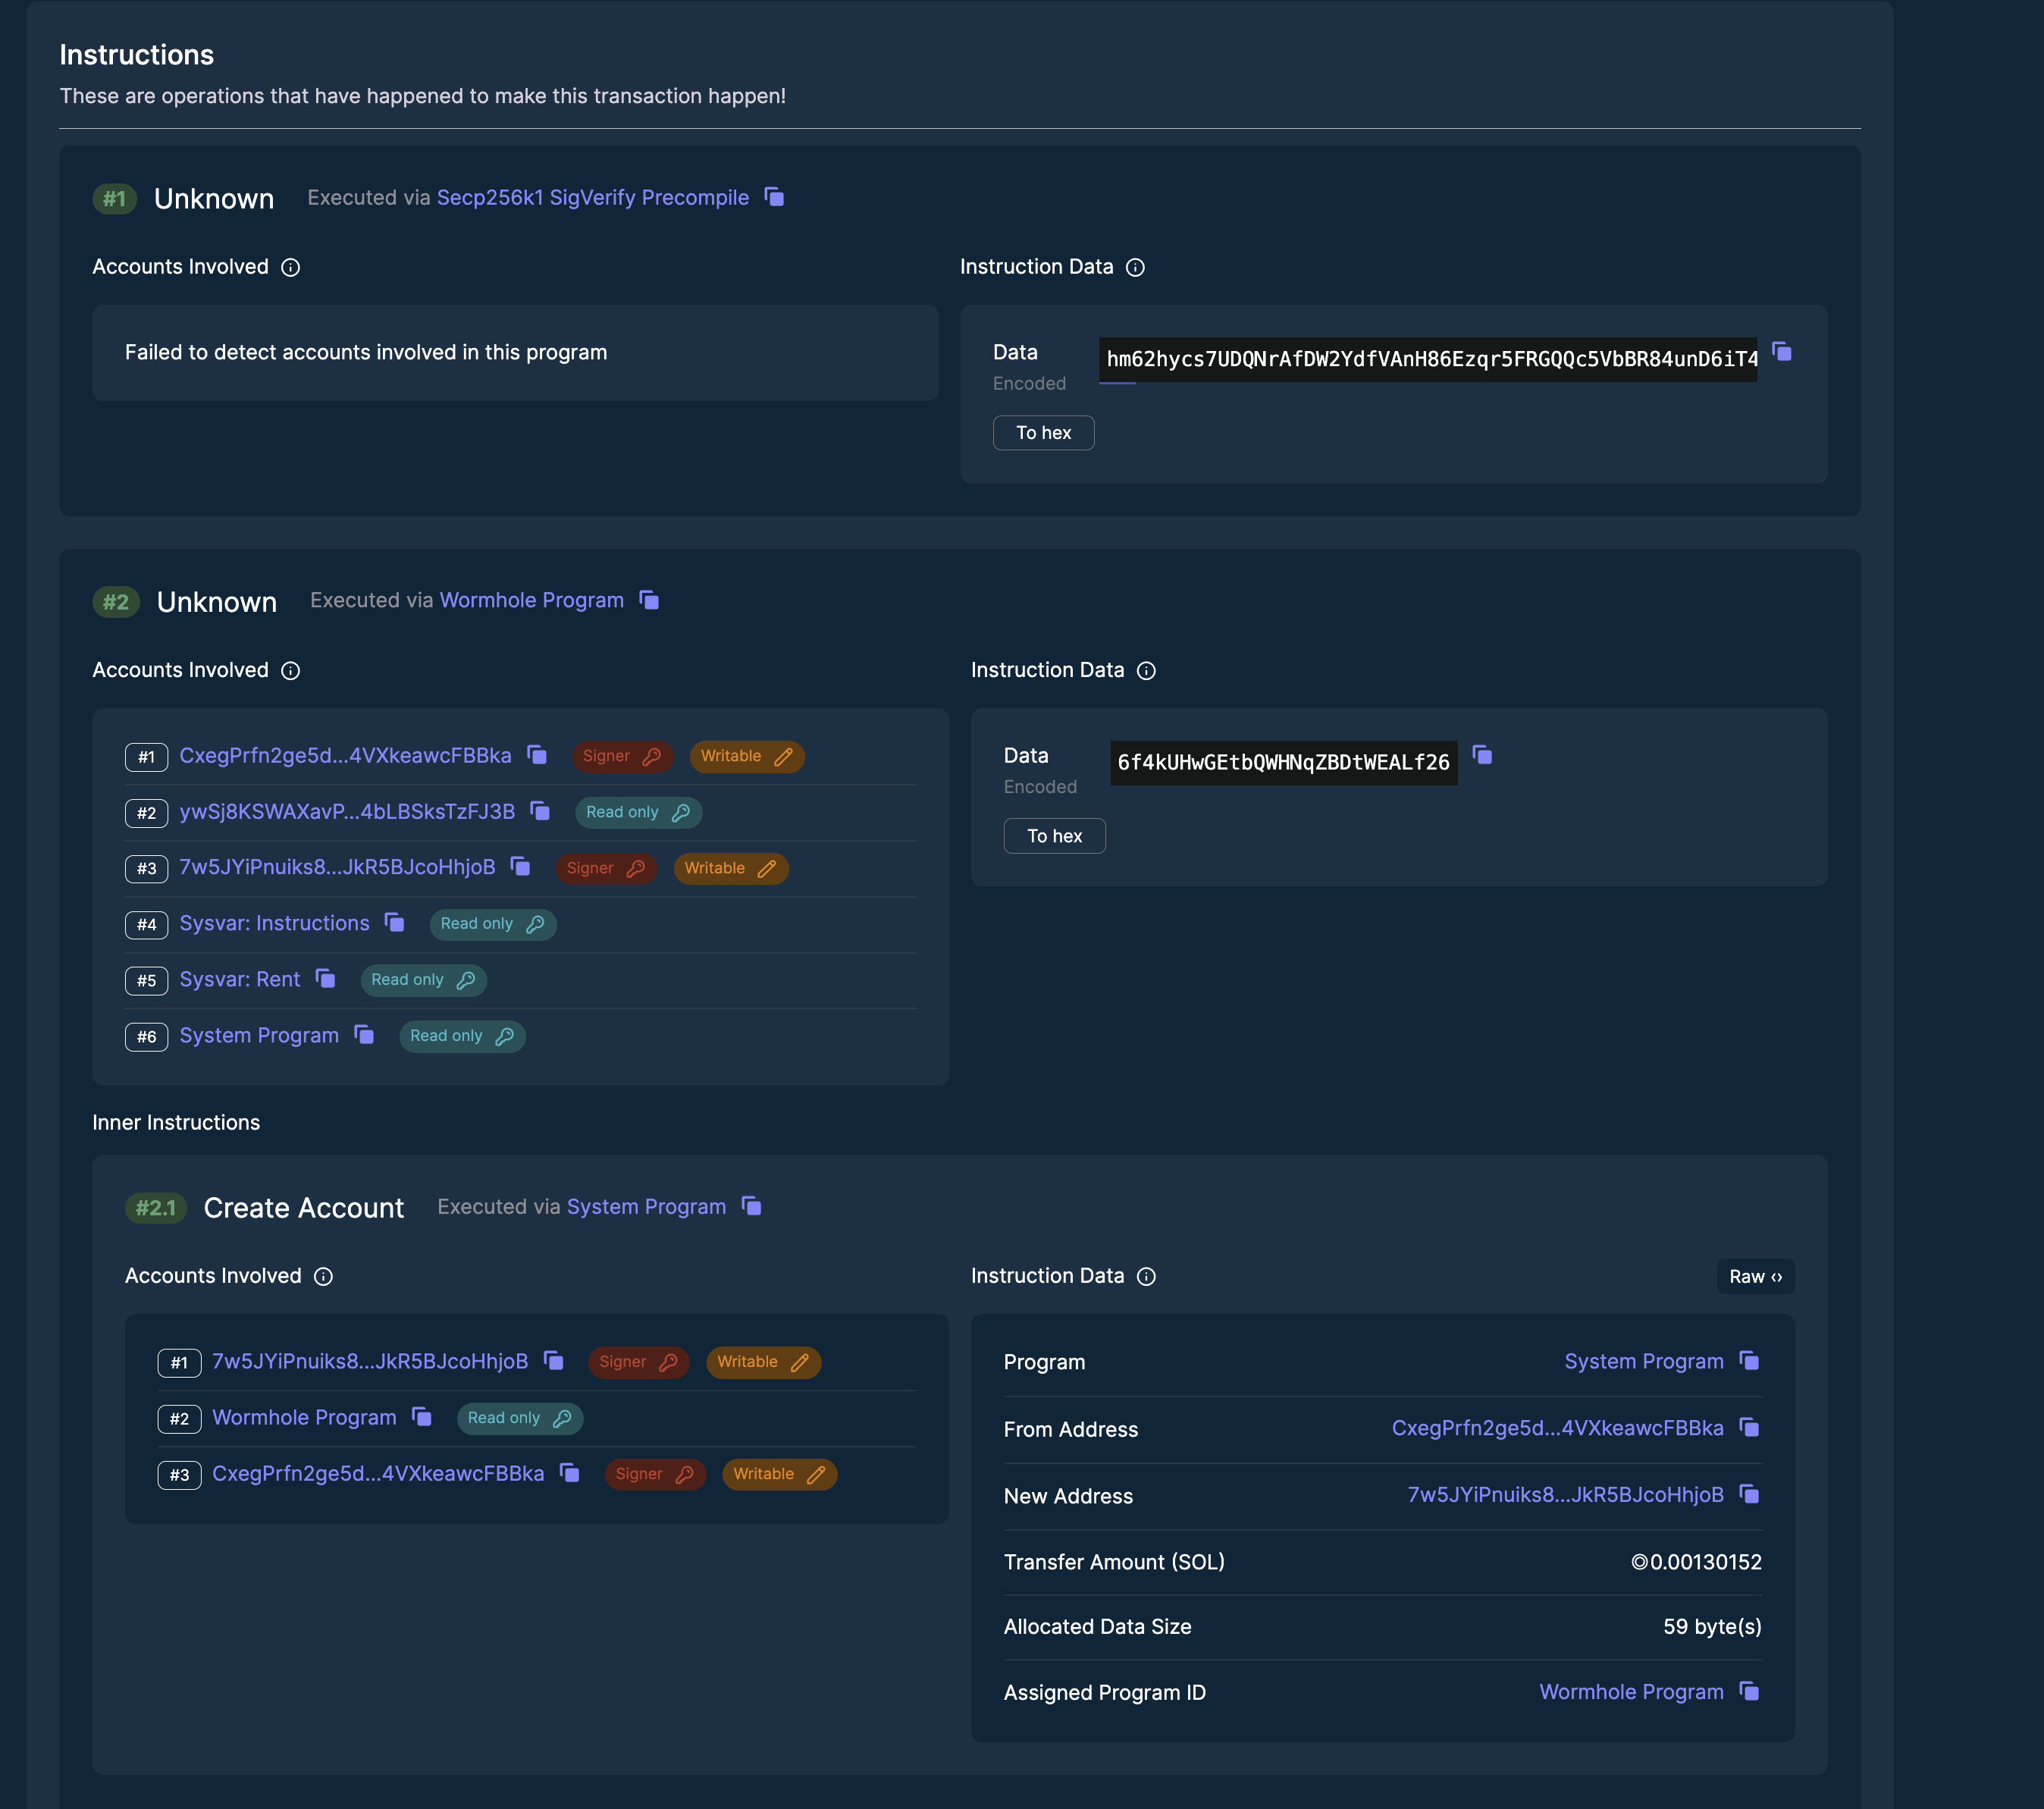 Instructions
These are operations that have happened to make this transaction happen!
#1 Unknown Executed via Secp256k1 SigVerify Precompile
Accounts Involved
Failed to detect accounts involved in this program
Instruction Data
Data
Encoded
hm62hycs7UDQNrAfDW2YdfVAnH86Ezqr5FRGQQc5VbBR84unD6iT4
To hex
#2 Unknown Executed via Wormhole Program
Accounts Involved
#1 CxegPrfn2ge5d...4VXkeawcFBBka Signer Writable
#2 ywSj8KSWAXavP...4bLBSksTzFJ3B Read only
#3 7w5JYiPnuiks8...JkR5BJcoHhjoB Signer Writable
#4 Sysvar: Instructions Read only
#5 Sysvar: Rent Read only
#6 System Program Read only
Instruction Data
Data
Encoded
6f4kUHwGEtbQWHNqZBDtWEALf26
To hex
Inner Instructions
#2.1 Create Account Executed via System Program
Accounts Involved
#1 7w5JYiPnuiks8...JkR5BJcoHhjoB Signer Writable
#2 Wormhole Program Read only
#3 CxegPrfn2ge5d...4VXkeawcFBBka Signer Writable
Instruction Data
Raw <>
Program System Program
From Address CxegPrfn2ge5d...4VXkeawcFBBka
New Address 7w5JYiPnuiks8...JkR5BJcoHhjoB
Transfer Amount (SOL) ◎0.00130152
Allocated Data Size 59 byte(s)
Assigned Program ID Wormhole Program